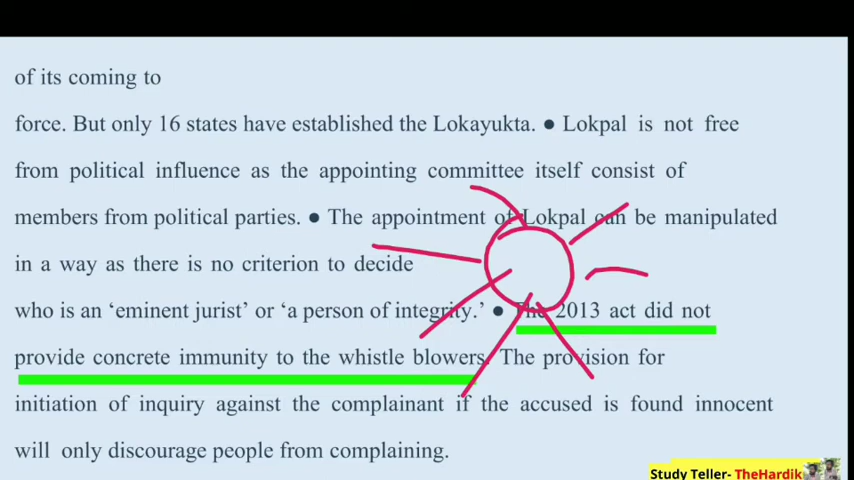 of its coming to
force. But only 16 states have established the Lokayukta. ● Lokpal is not free
from political influence as the appointing committee itself consist of
members from political parties. ● The appointment of Lokpal can be manipulated
in a way as there is no criterion to decide
who is an ‘eminent jurist’ or ‘a person of integrity.’ ● The 2013 act did not
provide concrete immunity to the whistle blowers. The provision for
initiation of inquiry against the complainant if the accused is found innocent
will only discourage people from complaining.
Study Teller- TheHardik